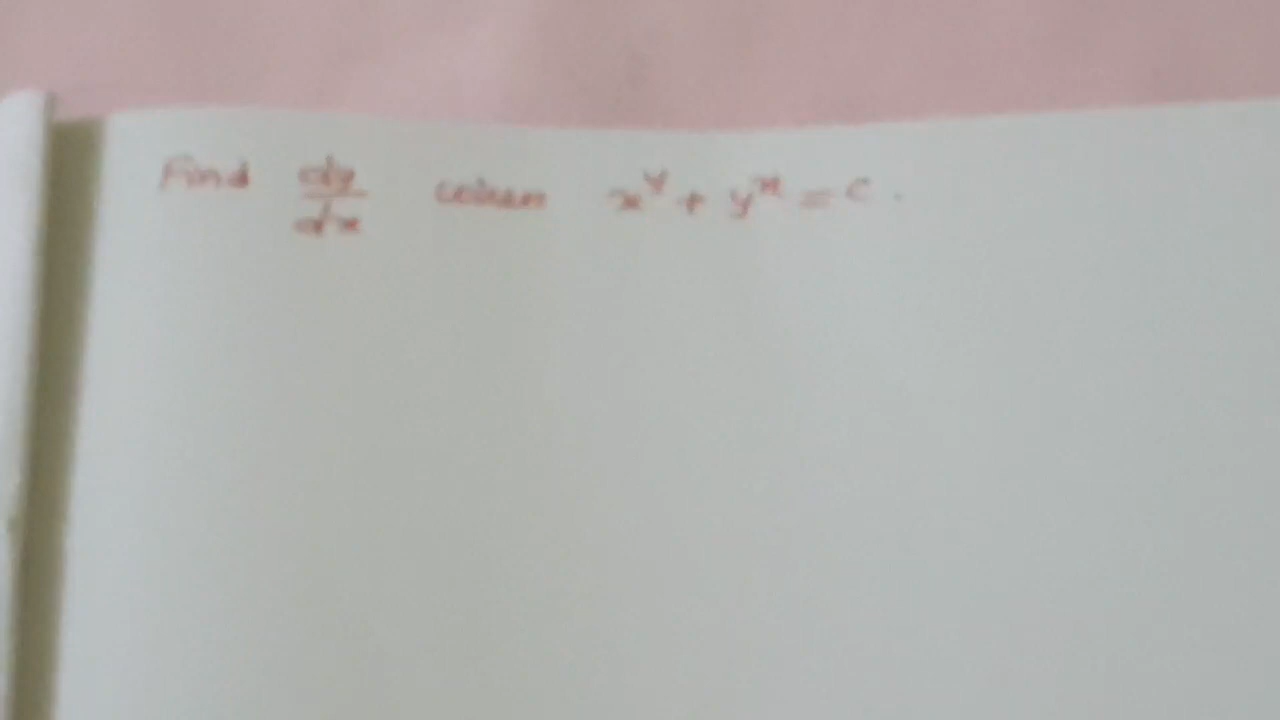 Find dy/dx when x^y + y^x = c.